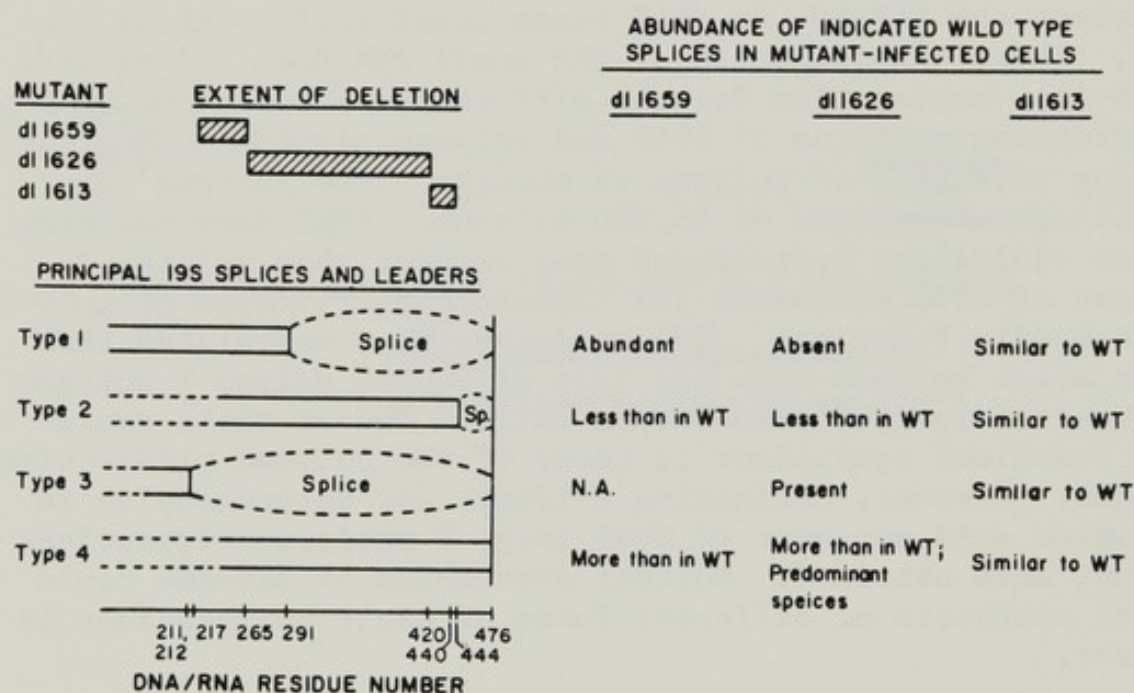 ABUNDANCE OF INDICATED WILD TYPE
SPLICES IN MUTANT-INFECTED CELLS
MUTANT EXTENT OF DELETION dl 1659 dl 1626 dl 1613
dl 1659
dl 1626
dl 1613
PRINCIPAL 19S SPLICES AND LEADERS
Type 1 Splice Abundant Absent Similar to WT
Type 2 Sp. Less than in WT Less than in WT Similar to WT
Type 3 Splice N.A. Present Similar to WT
Type 4 More than in WT More than in WT; Similar to WT
Predominant
speices
211, 217 265 291 420 476
212 440 444
DNA/RNA RESIDUE NUMBER